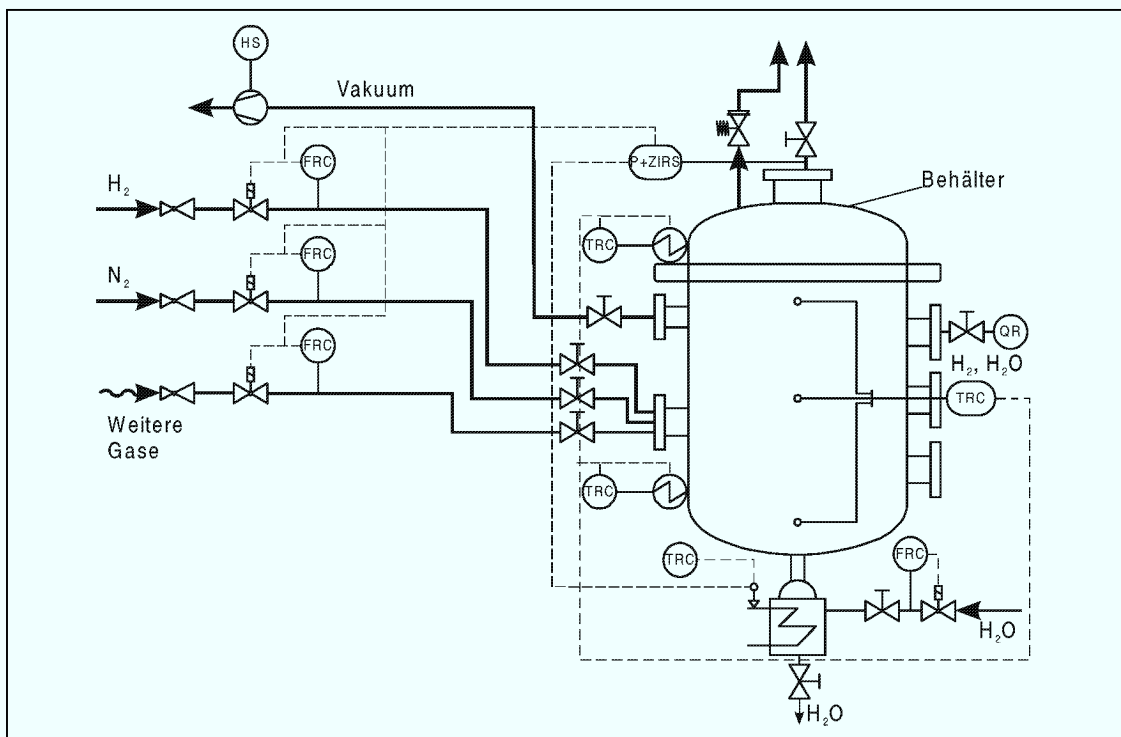 HS
Vakuum
FRC
P+ZIRS
H₂
Behälter
TRC
FRC
N₂
FRC
QR
H₂, H₂O
TRC
Weitere
Gase
TRC
TRC
FRC
H₂O
H₂O